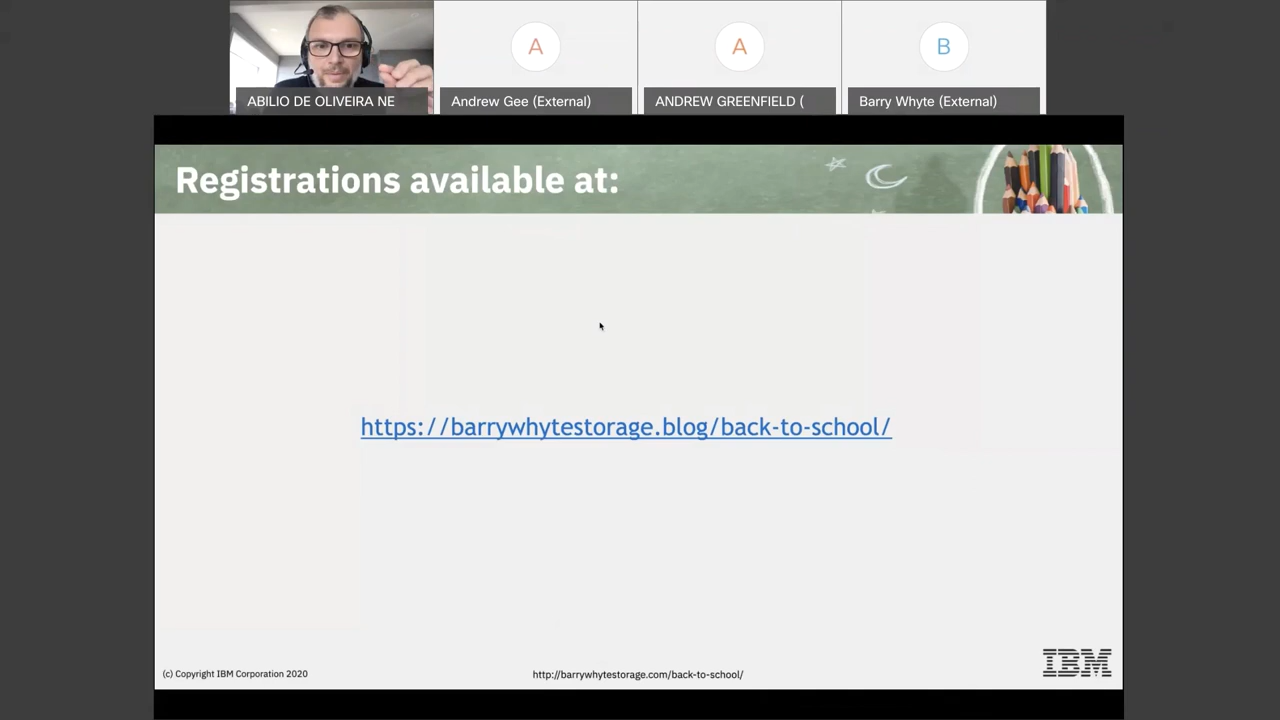 ABILIO DE OLIVEIRA NE
A
Andrew Gee (External)
A
ANDREW GREENFIELD (
B
Barry Whyte (External)
Registrations available at:
https://barrywhytestorage.blog/back-to-school/
(c) Copyright IBM Corporation 2020
http://barrywhytestorage.com/back-to-school/
IBM